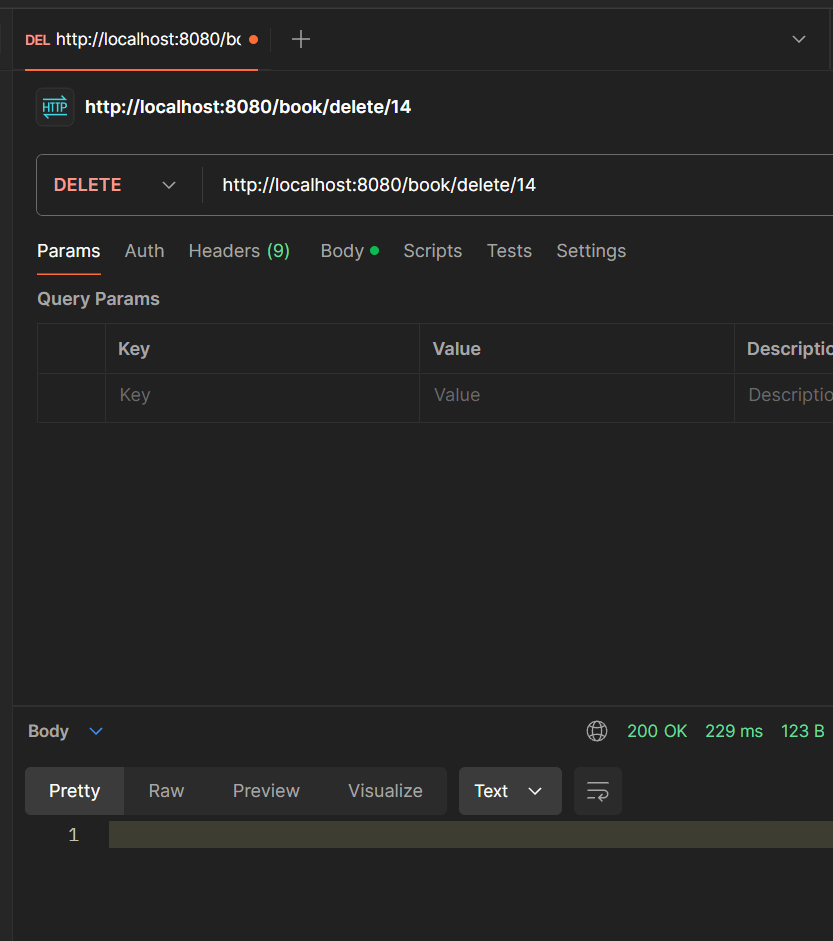 DEL http://localhost:8080/bo
HTTP http://localhost:8080/book/delete/14
DELETE http://localhost:8080/book/delete/14
Params Auth Headers (9) Body Scripts Tests Settings
Query Params
Key Value Descriptio
Key Value Descriptio
Body 200 OK 229 ms 123 B
Pretty Raw Preview Visualize Text
1